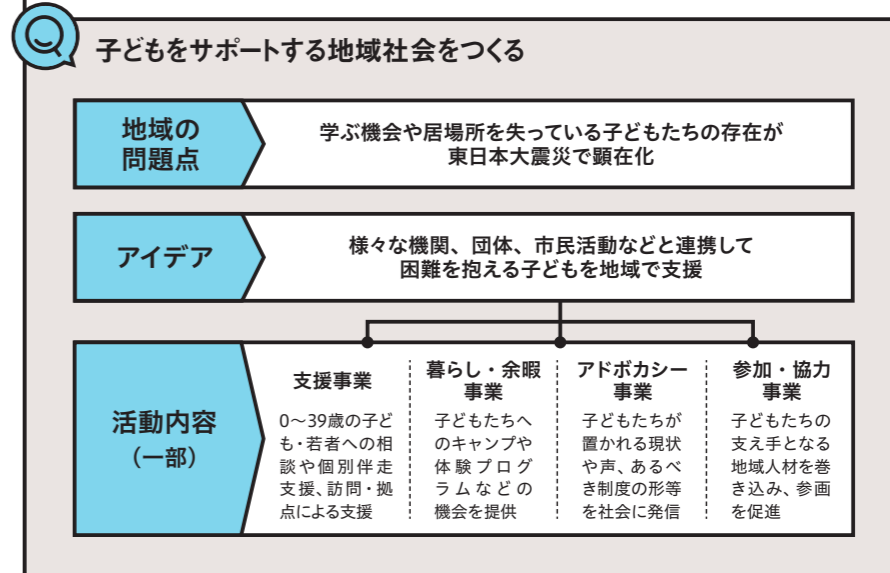 子どもをサポートする地域社会をつくる
地域の
問題点
学ぶ機会や居場所を失っている子どもたちの存在が
東日本大震災で顕在化
アイデア
様々な機関、団体、市民活動などと連携して
困難を抱える子どもを地域で支援
活動内容
（一部）
支援事業
0〜39歳の子ど
も・若者への相
談や個別伴走
支援、訪問・拠
点による支援
暮らし・余暇
事業
子どもたちへ
のキャンプや
体験プログ
ラムなどの
機会を提供
アドボカシー
事業
子どもたちが
置かれる現状
や声、あるべ
き制度の形等
を社会に発信
参加・協力
事業
子どもたちの
支え手となる
地域人材を巻
き込み、参画
を促進